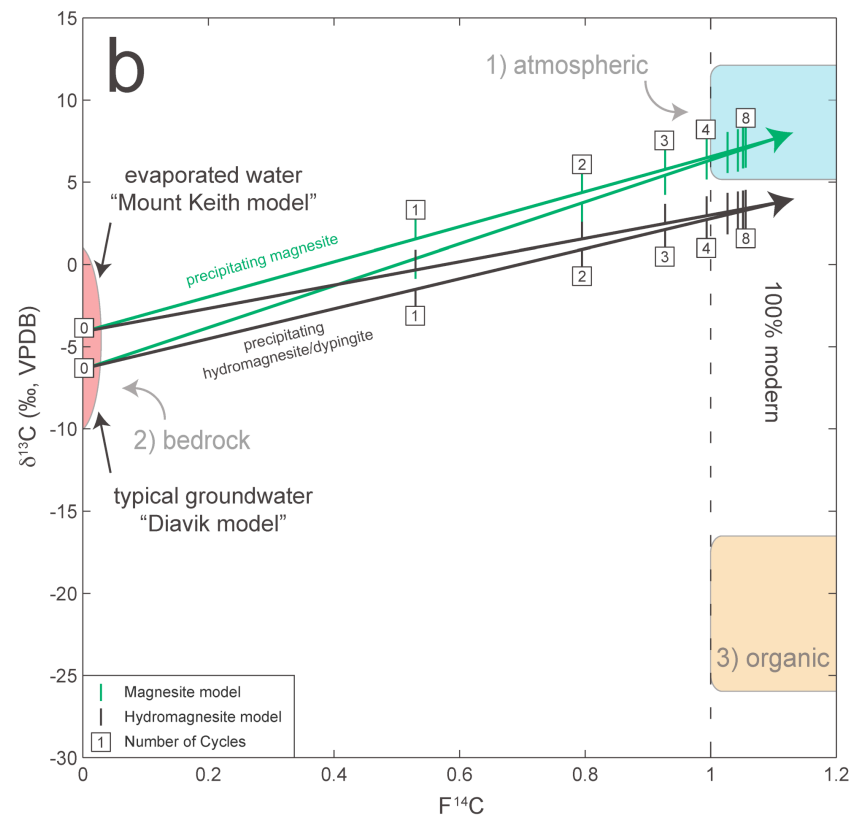 b
15
10
5
0
-5
-10
-15
-20
-25
-30
δ¹³C (‰, VPDB)
1) atmospheric
evaporated water
“Mount Keith model”
precipitating magnesite
precipitating
hydromagnesite/dypingite
0
0
1
2
3
4
8
1
2
3
4
8
100% modern
2) bedrock
typical groundwater
“Diavik model”
3) organic
Magnesite model
Hydromagnesite model
1 Number of Cycles
0
0.2
0.4
0.6
0.8
1
1.2
F¹⁴C